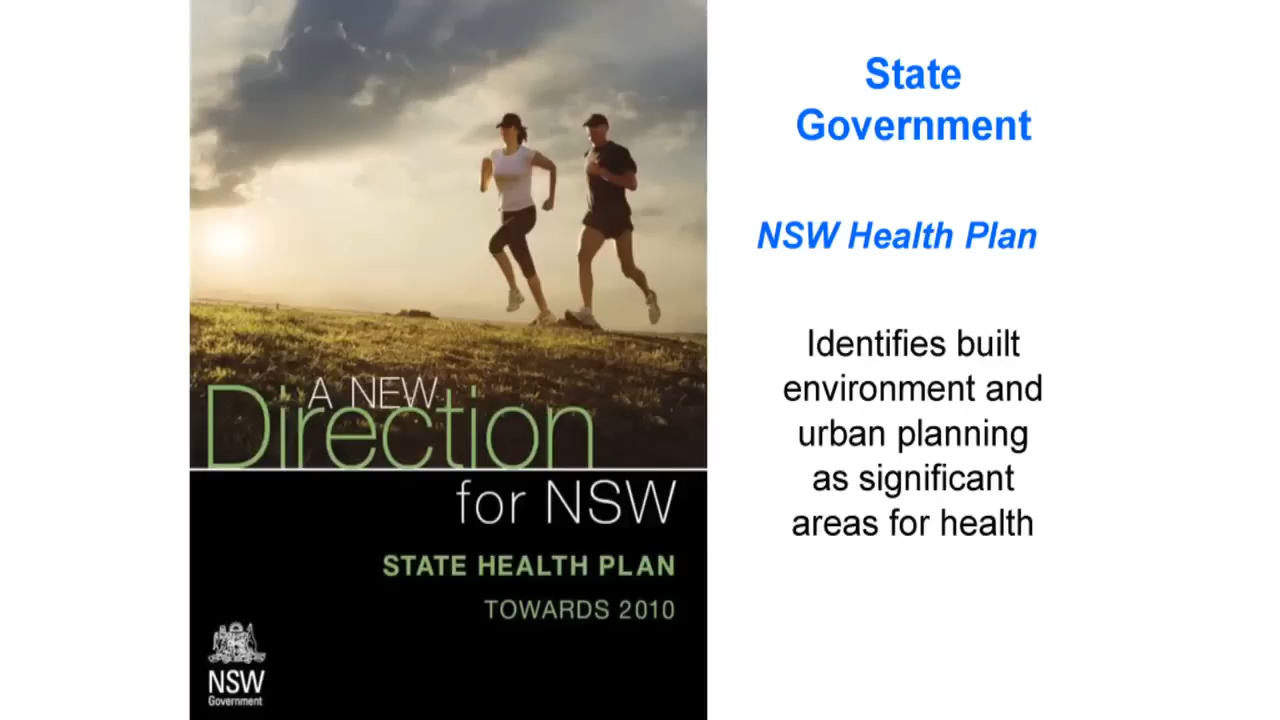 A NEW
Direction
for NSW
STATE HEALTH PLAN
TOWARDS 2010
NSW
Government
State
Government
NSW Health Plan
Identifies built
environment and
urban planning
as significant
areas for health